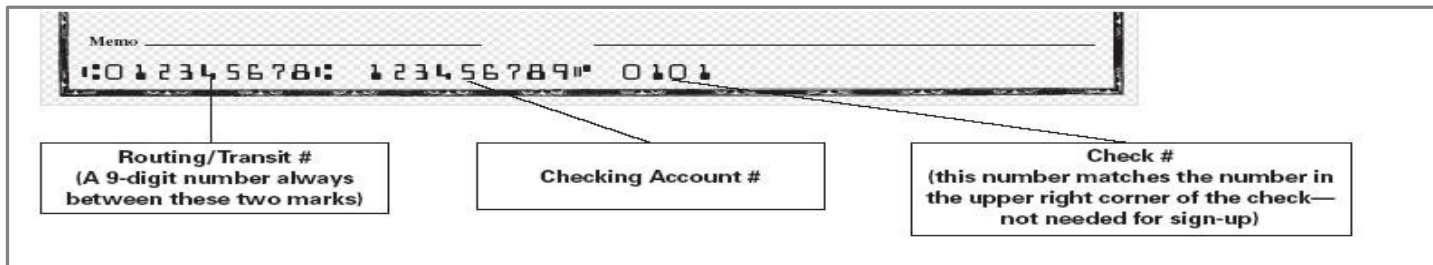 Memo
⑆012345678⑆ 123456789⑈ 0101
Routing/Transit #
(A 9-digit number always
between these two marks)
Checking Account #
Check #
(this number matches the number in
the upper right corner of the check—
not needed for sign-up)